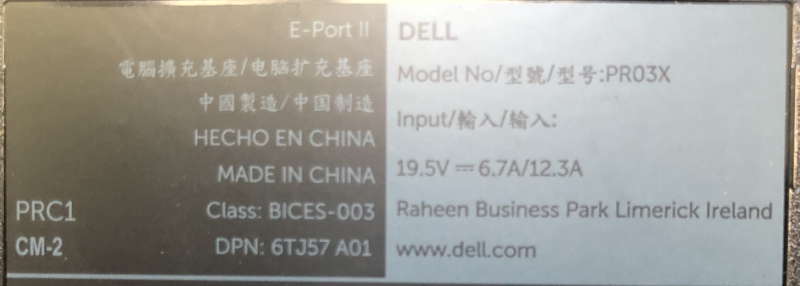 E-Port II
電腦擴充基座/电脑扩充基座
中國製造/中国制造
HECHO EN CHINA
MADE IN CHINA
PRC1 Class: BICES-003
CM-2 DPN: 6TJ57 A01
DELL
Model No/型號/型号:PR03X
Input/輸入/输入:
19.5V⎓6.7A/12.3A
Raheen Business Park Limerick Ireland
www.dell.com